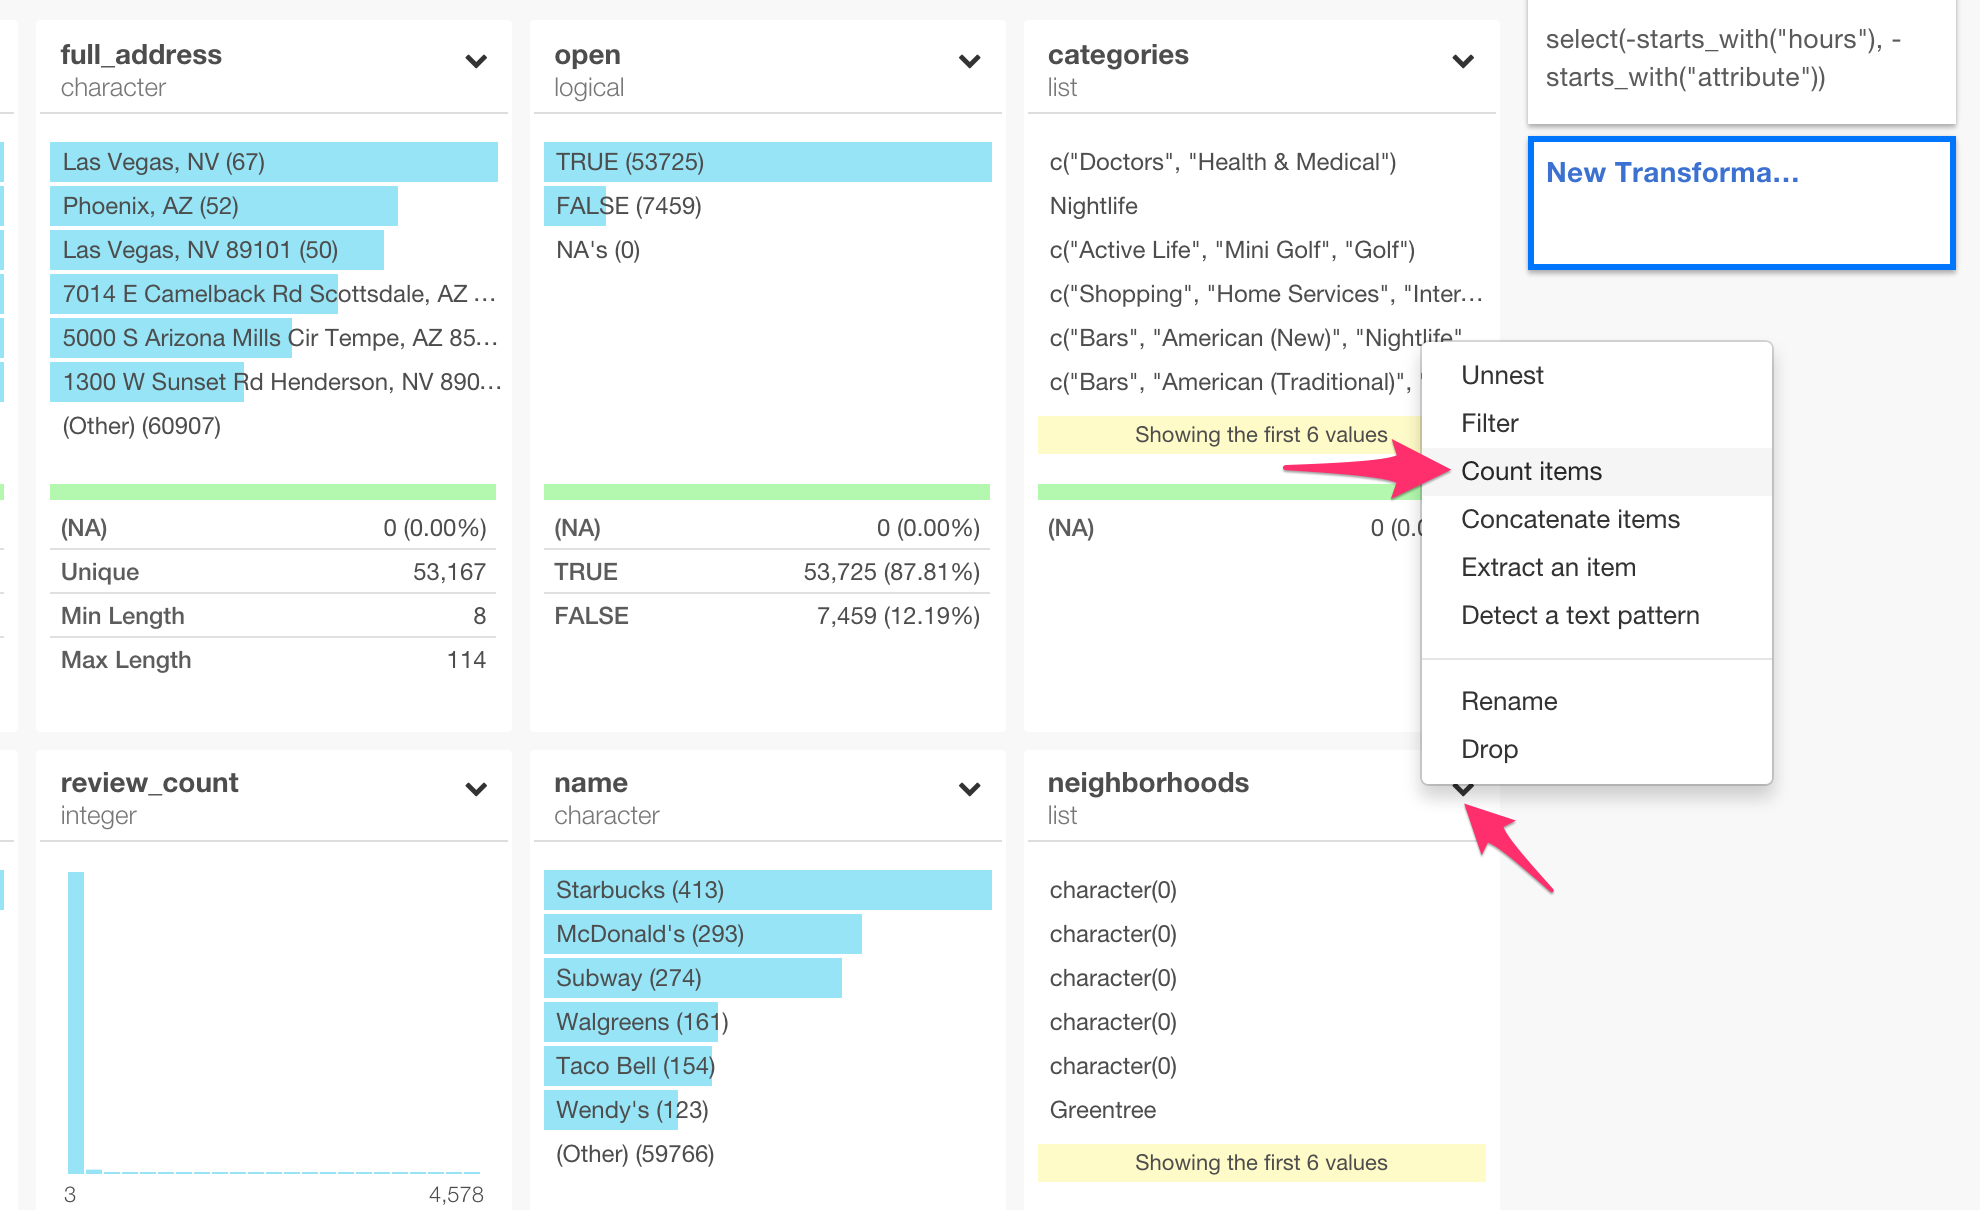 full_address
character
Las Vegas, NV (67)
Phoenix, AZ (52)
Las Vegas, NV 89101 (50)
7014 E Camelback Rd Scottsdale, AZ ...
5000 S Arizona Mills Cir Tempe, AZ 85...
1300 W Sunset Rd Henderson, NV 890...
(Other) (60907)
(NA) 0 (0.00%)
Unique 53,167
Min Length 8
Max Length 114
open
logical
TRUE (53725)
FALSE (7459)
NA's (0)
(NA) 0 (0.00%)
TRUE 53,725 (87.81%)
FALSE 7,459 (12.19%)
categories
list
c("Doctors", "Health & Medical")
Nightlife
c("Active Life", "Mini Golf", "Golf")
c("Shopping", "Home Services", "Inter...
c("Bars", "American (New)", "Nightlife"
c("Bars", "American (Traditional)",
Showing the first 6 values
(NA) 0 (0.0
select(-starts_with("hours"), -
starts_with("attribute"))
New Transforma...
Unnest
Filter
Count items
Concatenate items
Extract an item
Detect a text pattern
Rename
Drop
review_count
integer
3 4,578
name
character
Starbucks (413)
McDonald's (293)
Subway (274)
Walgreens (161)
Taco Bell (154)
Wendy's (123)
(Other) (59766)
neighborhoods
list
character(0)
character(0)
character(0)
character(0)
character(0)
Greentree
Showing the first 6 values